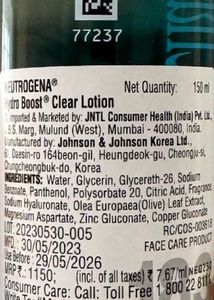 77237
NEUTROGENA® Net Quantity: 150 ml
Hydro Boost® Clear Lotion
Imported & Marketed by: JNTL Consumer Health (India) Pvt. Ltd.,
L.B.S. Marg, Mulund (West), Mumbai - 400080, India.
Manufactured by: Johnson & Johnson Korea Ltd.,
Daesin-ro 164beon-gil, Heungdeok-gu, Cheongju-si,
Chungcheongbuk-do, Korea
Ingredients: Water, Glycerin, Glycereth-26, Sodium
Benzoate, Panthenol, Polysorbate 20, Citric Acid, Fragrance,
Sodium Hyaluronate, Olea Europaea(Olive) Leaf Extract,
Magnesium Aspartate, Zinc Gluconate, Copper Gluconate
LOT: 20230530-005 RC/COS-003618
Mfd.: 30/05/2023 FACE CARE PRODUCT
Use Before: 29/05/2026
MRP ₹: 1150; (incl. of all taxes) ₹ 7.67/ml
Consumer Care: Call: Toll Free 1 800 22 8111